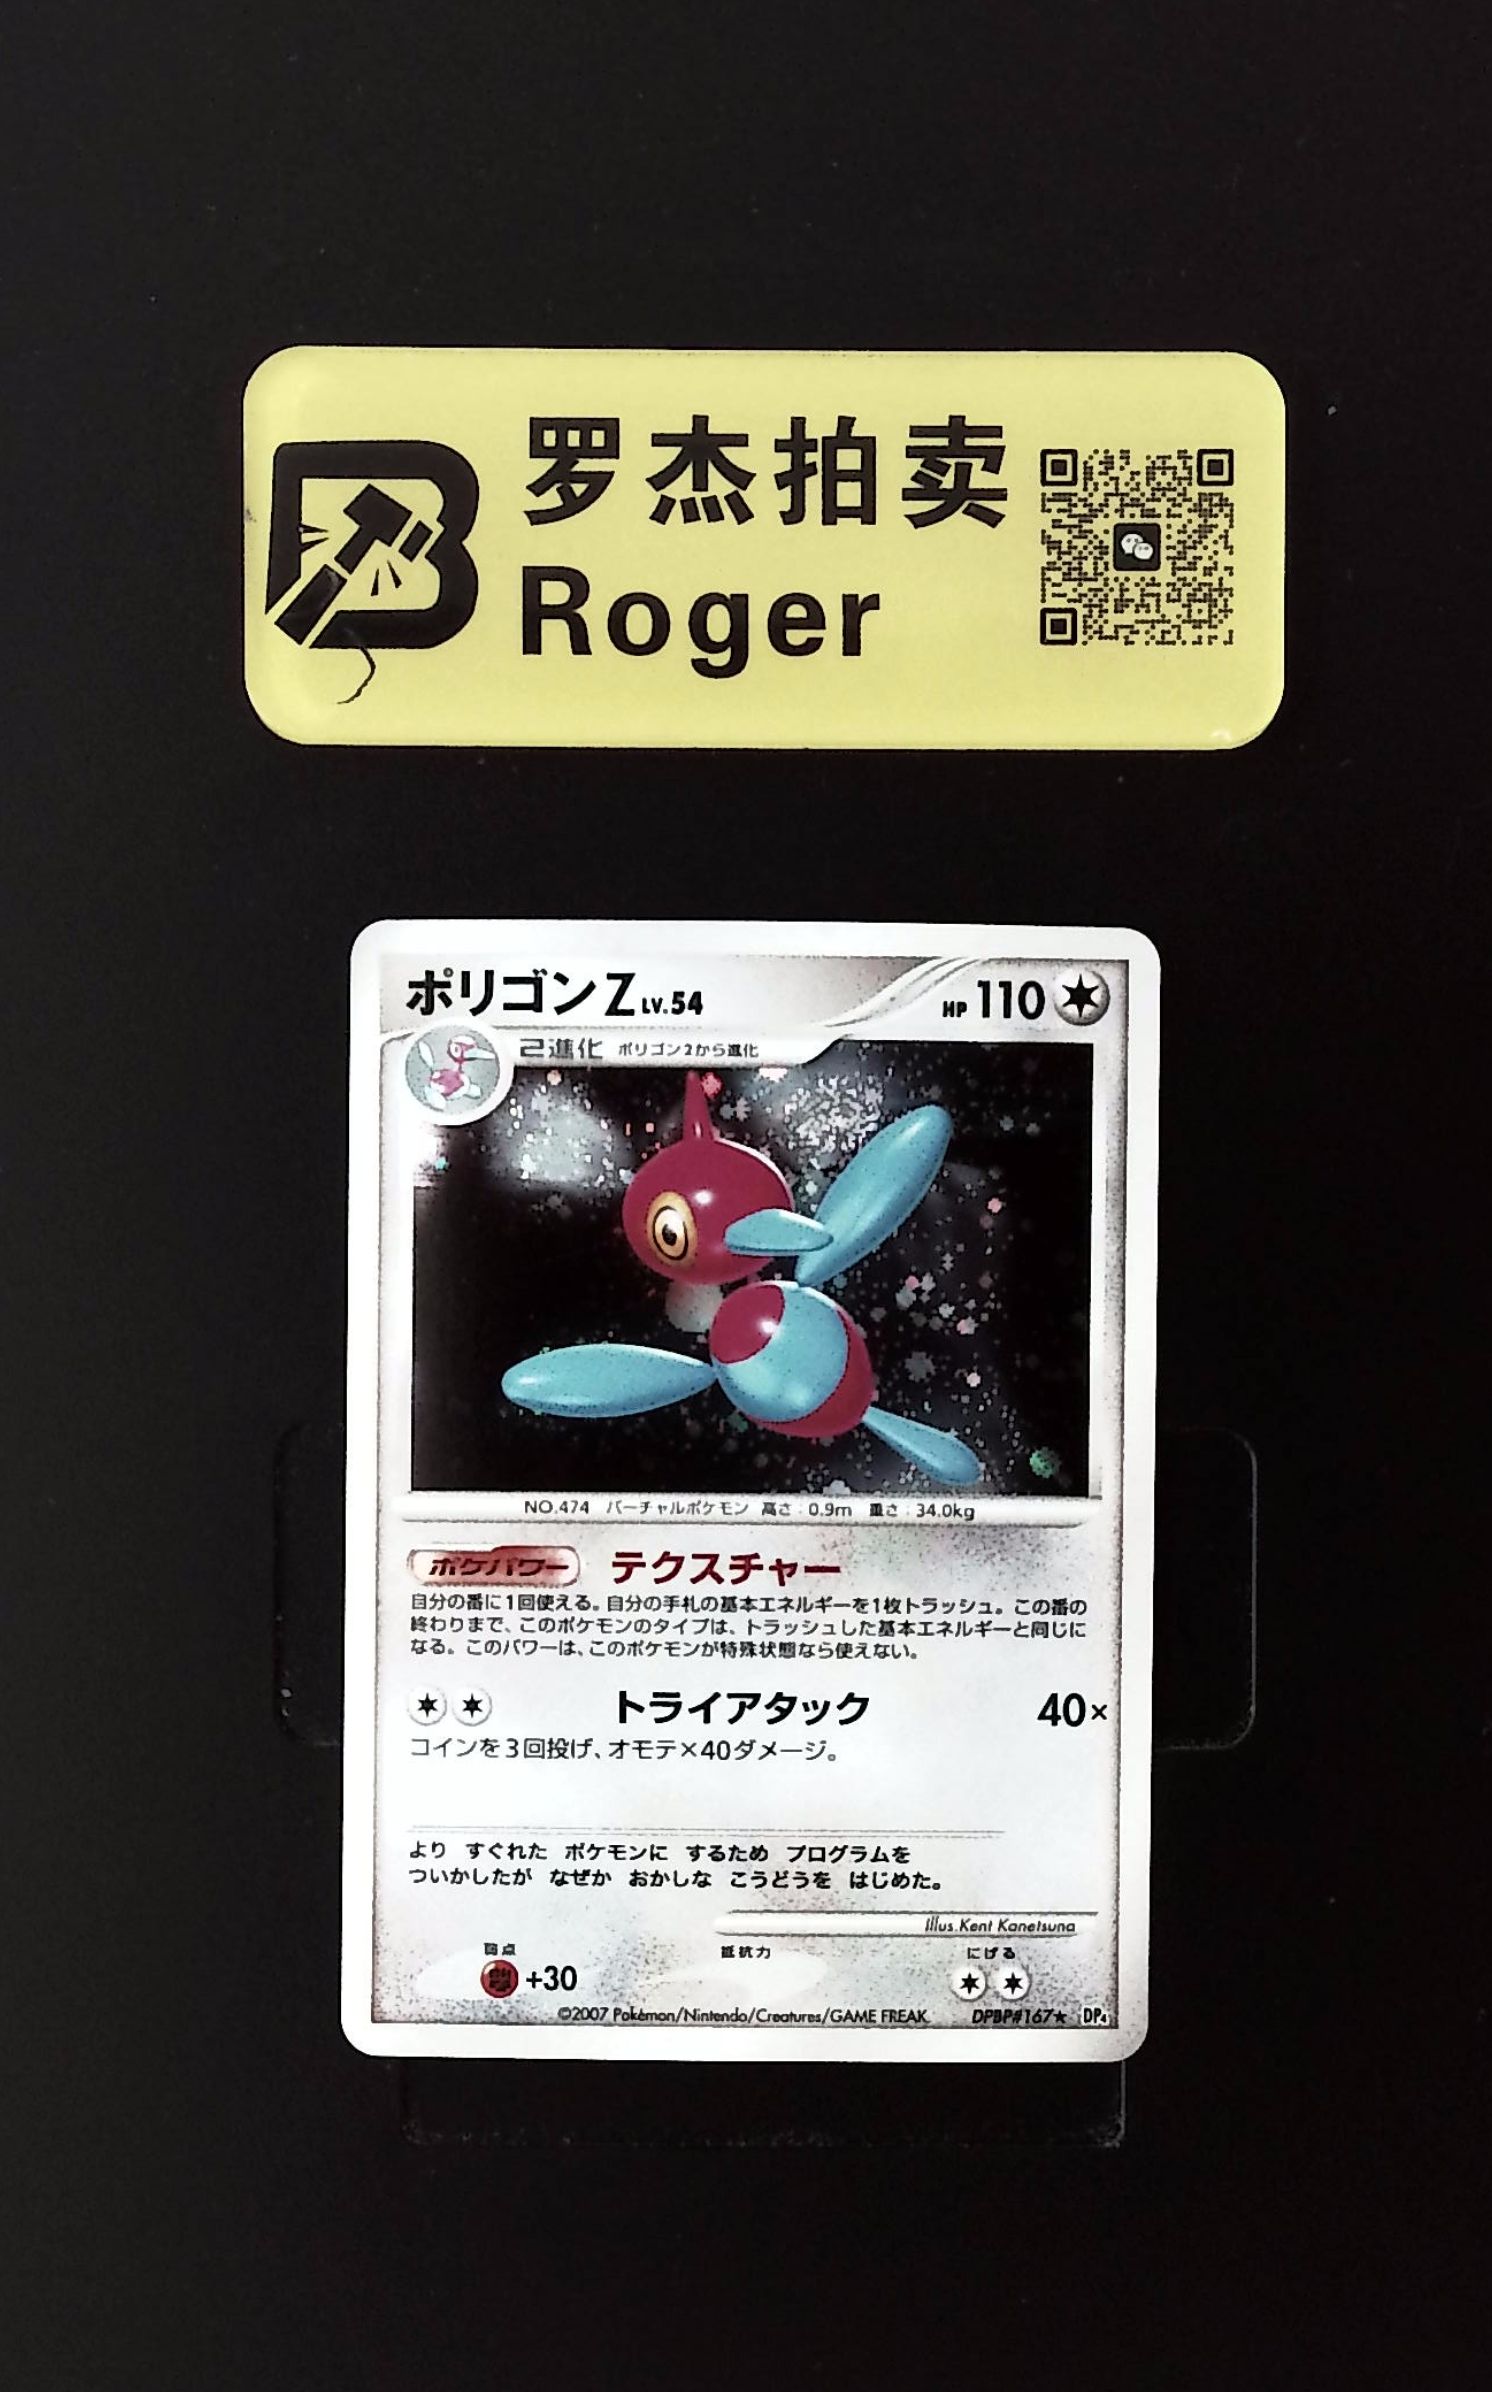 罗杰拍卖
Roger
ポリゴンZ LV.54
HP 110
2進化 ポリゴン2から進化
NO.474 バーチャルポケモン 高さ:0.9m 重さ:34.0kg
ポケパワー テクスチャー
自分の番に1回使える。自分の手札の基本エネルギーを1枚トラッシュ。この番の
終わりまで、このポケモンのタイプは、トラッシュした基本エネルギーと同じに
なる。このパワーは、このポケモンが特殊状態なら使えない。
トライアタック 40×
コインを3回投げ、オモテ×40ダメージ。
より すぐれた ポケモンに するため プログラムを
ついかしたが なぜか おかしな こうどうを はじめた。
Illus.Kent Kanetsuna
弱点 抵抗力 にげる
+30
©2007 Pokémon/Nintendo/Creatures/GAME FREAK. DPBP#167★ DP4